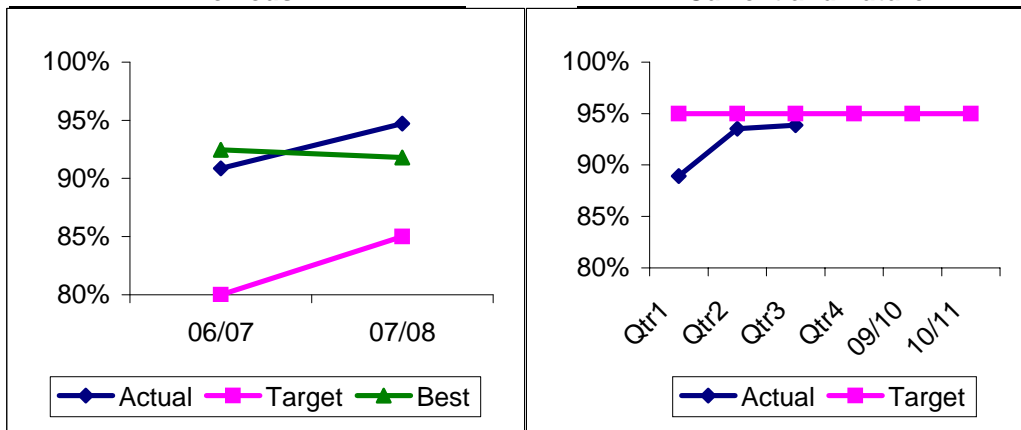 100%
95%
90%
85%
80%
06/07
07/08
Actual
Target
Best
100%
95%
90%
85%
80%
Qtr1
Qtr2
Qtr3
Qtr4
09/10
10/11
Actual
Target